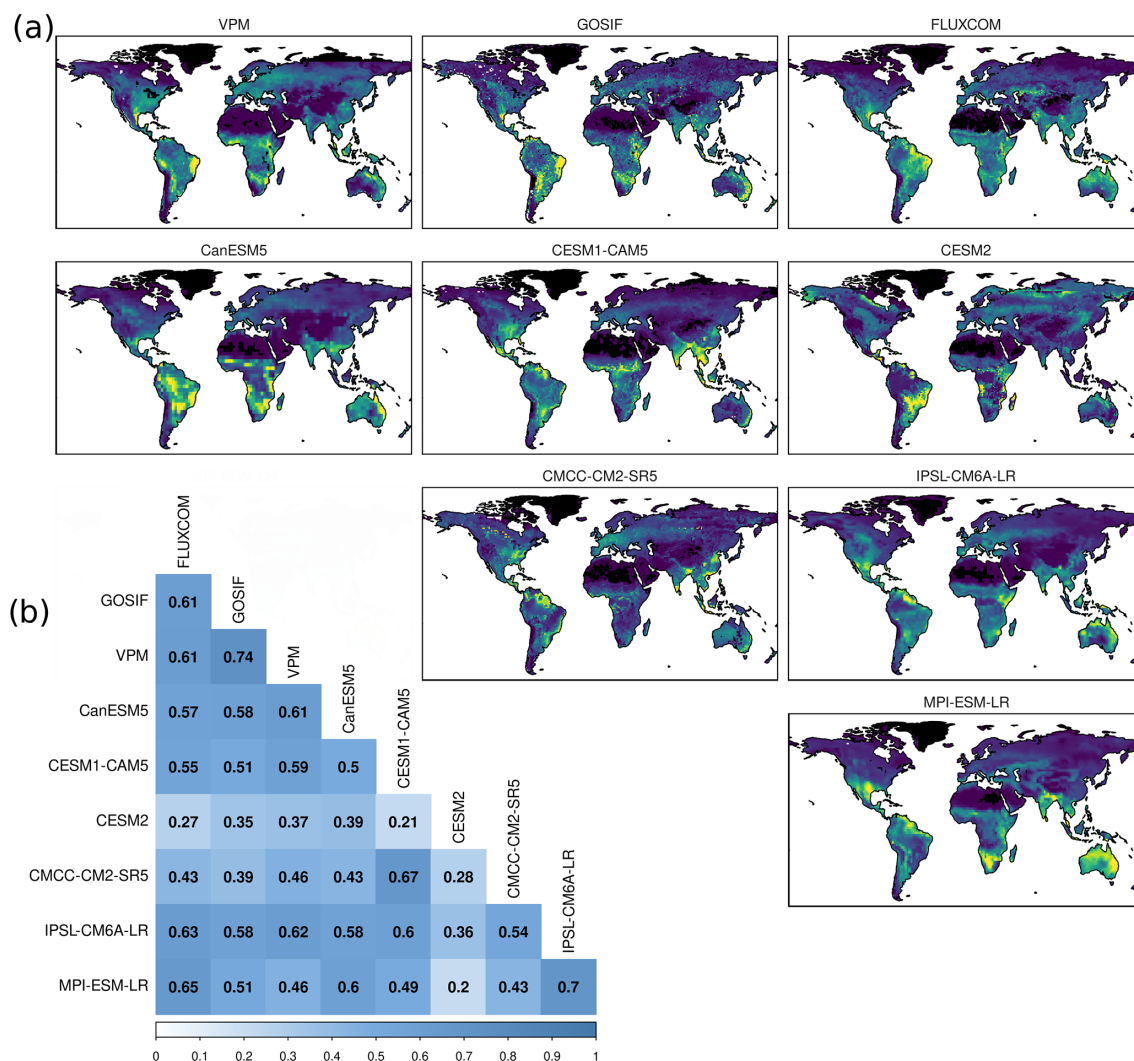 (a)
VPM
GOSIF
FLUXCOM
CanESM5
CESM1-CAM5
CESM2
CMCC-CM2-SR5
IPSL-CM6A-LR
MPI-ESM-LR
(b)
FLUXCOM
GOSIF 0.61 GOSIF
VPM 0.61 0.74 VPM
CanESM5 0.57 0.58 0.61 CanESM5
CESM1-CAM5 0.55 0.51 0.59 0.5 CESM1-CAM5
CESM2 0.27 0.35 0.37 0.39 0.21 CESM2
CMCC-CM2-SR5 0.43 0.39 0.46 0.43 0.67 0.28 CMCC-CM2-SR5
IPSL-CM6A-LR 0.63 0.58 0.62 0.58 0.6 0.36 0.54 IPSL-CM6A-LR
MPI-ESM-LR 0.65 0.51 0.46 0.6 0.49 0.2 0.43 0.7
0 0.1 0.2 0.3 0.4 0.5 0.6 0.7 0.8 0.9 1